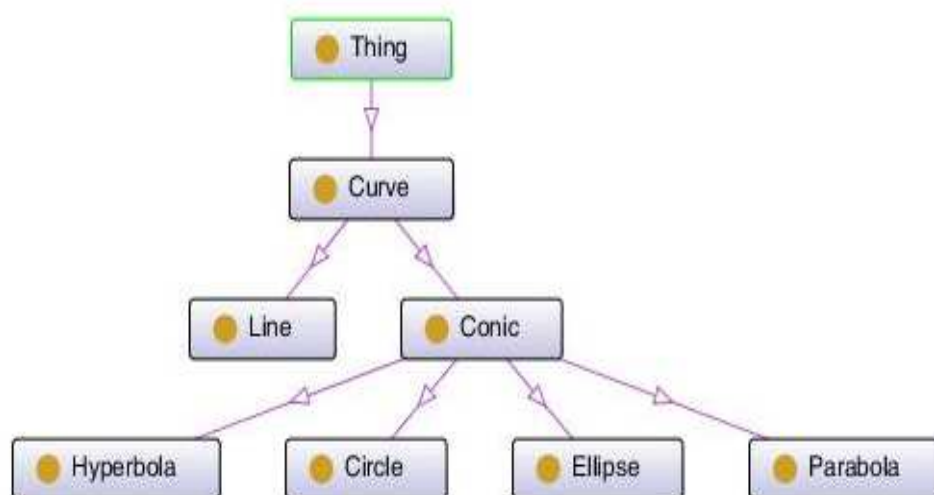 Thing
Curve
Line
Conic
Hyperbola
Circle
Ellipse
Parabola